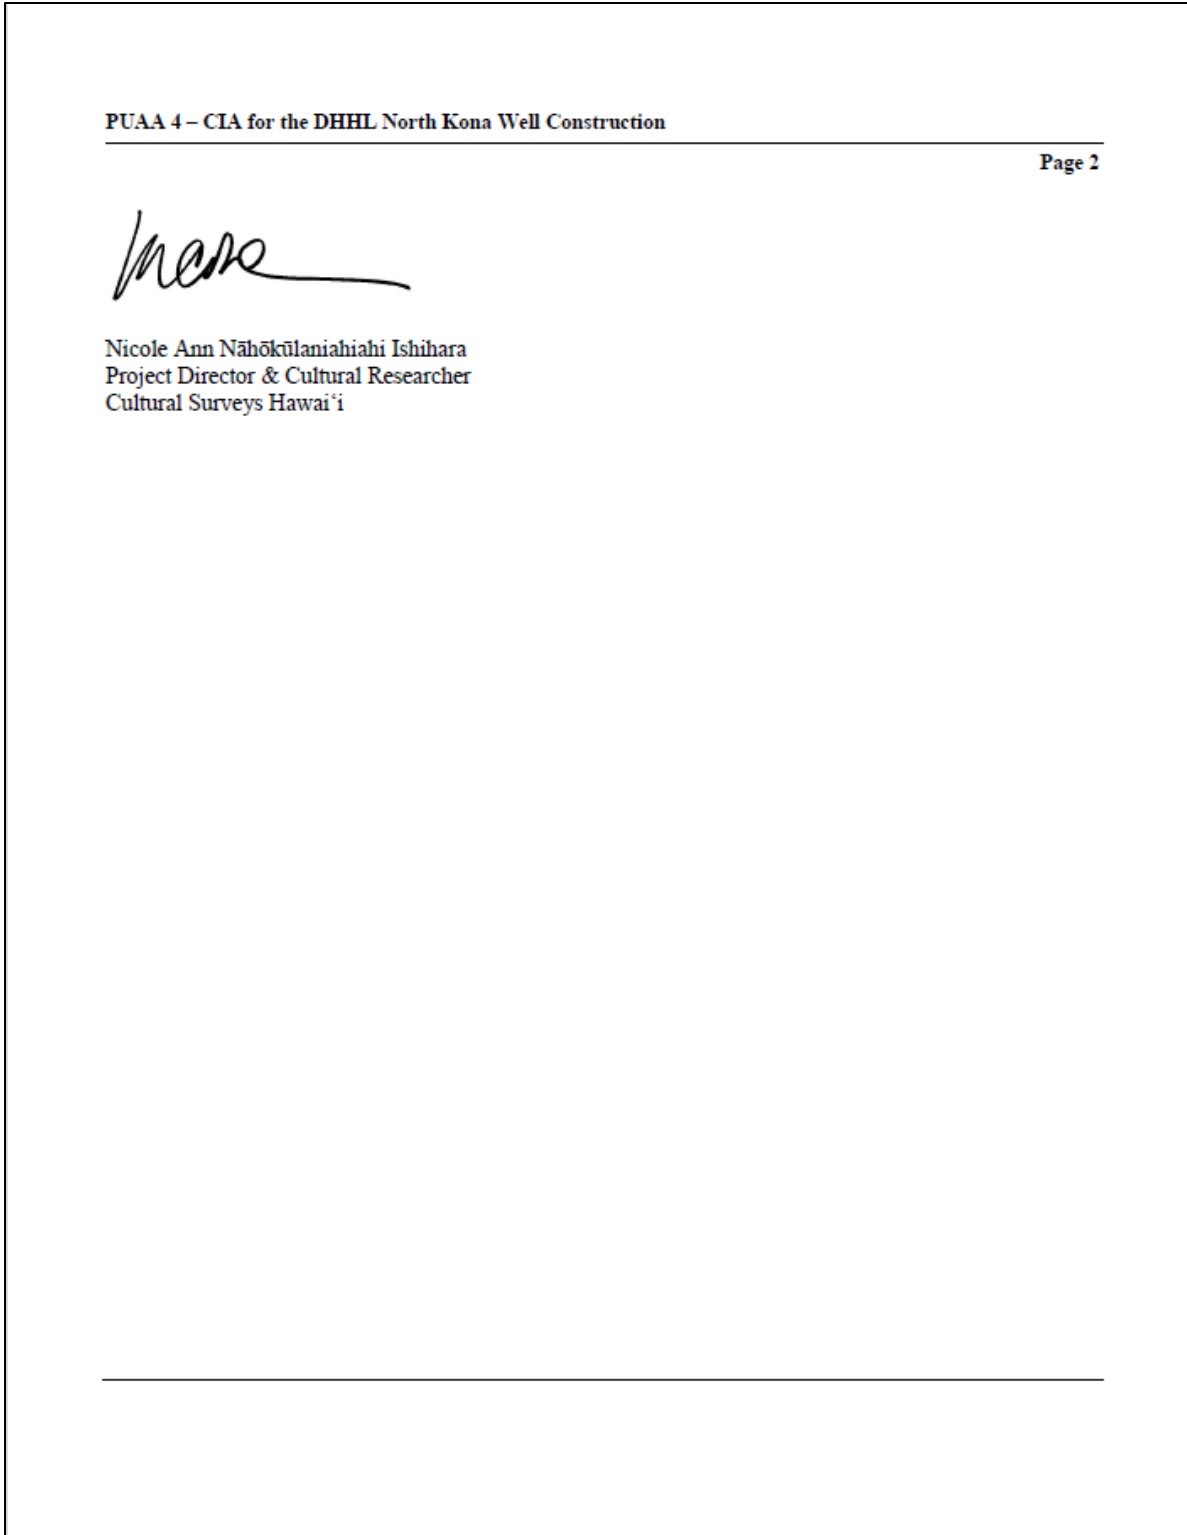 PUAA 4 – CIA for the DHHL North Kona Well Construction
Page 2
Nicole Ann Nāhōkūlaniahiahi Ishihara
Project Director & Cultural Researcher
Cultural Surveys Hawaiʻi